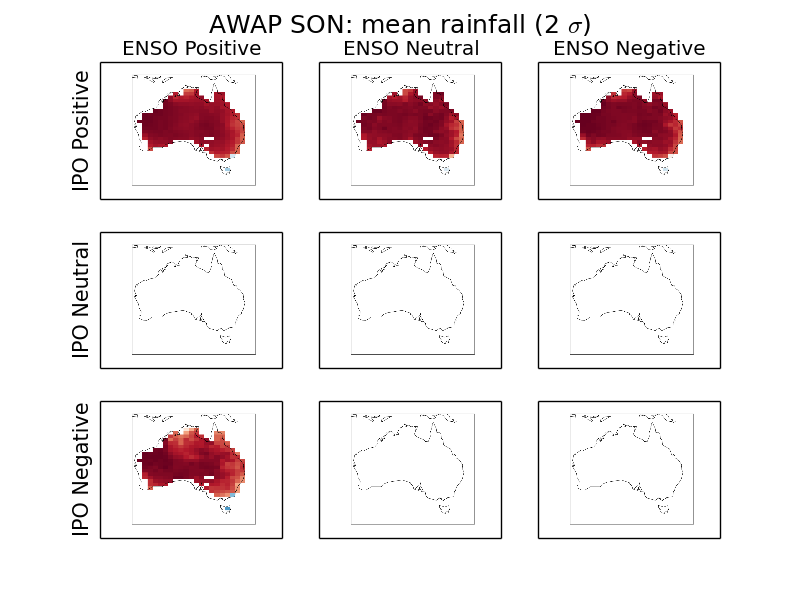 AWAP SON: mean rainfall (2 σ)
ENSO Positive
ENSO Neutral
ENSO Negative
IPO Positive
IPO Neutral
IPO Negative